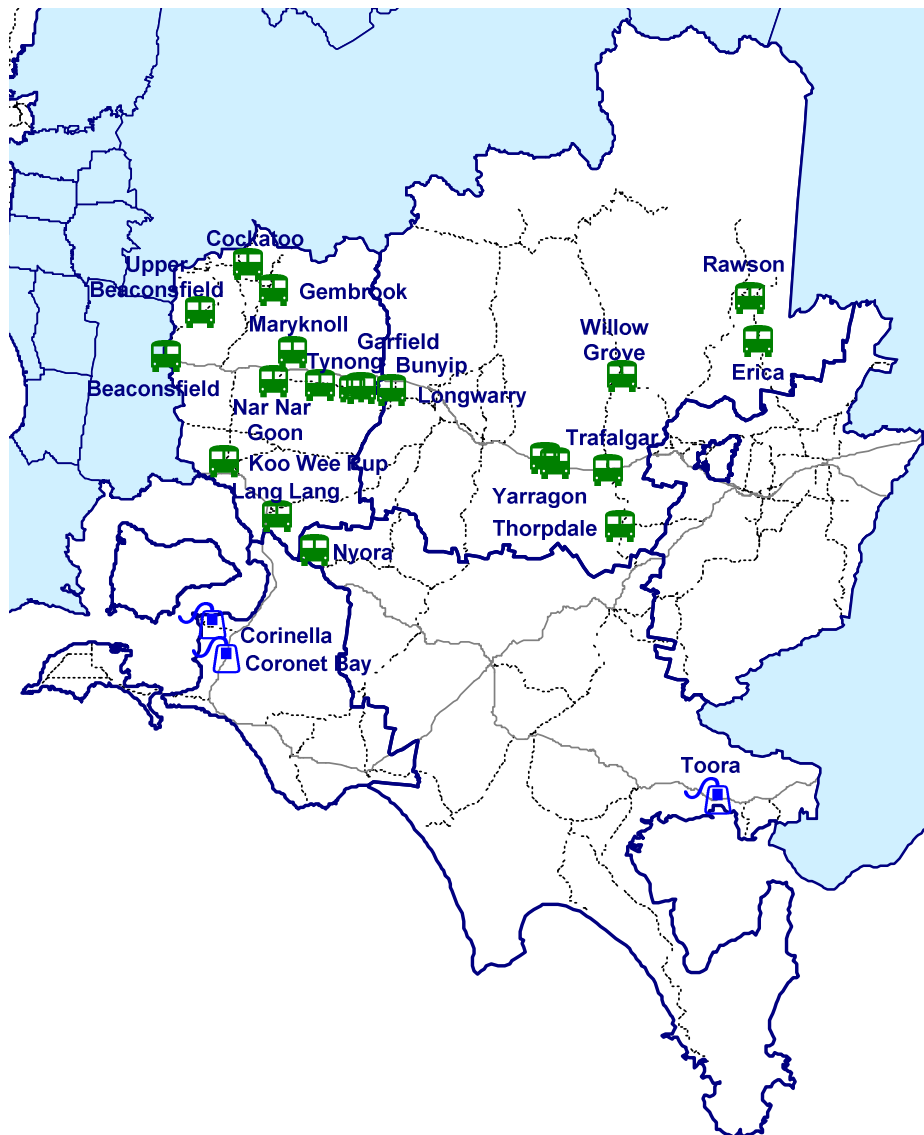 Cockatoo
Upper
Beaconsfield
Gembrook
Rawson
Maryknoll
Garfield
Willow
Grove
Tynong
Bunyip
Erica
Beaconsfield
Longwarry
Nar Nar
Goon
Trafalgar
Koo Wee Rup
Lang Lang
Yarragon
Thorpdale
Nyora
Corinella
Coronet Bay
Toora